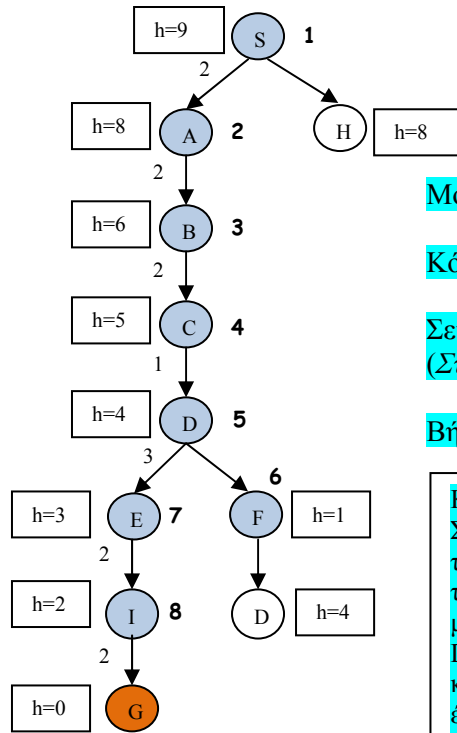 h=9 S 1
2
h=8 A 2 H h=8
2
h=6 B 3
2
h=5 C 4
1
h=4 D 5
3 6
h=3 E 7 F h=1
2
h=2 I 8 D h=4
2
h=0 G